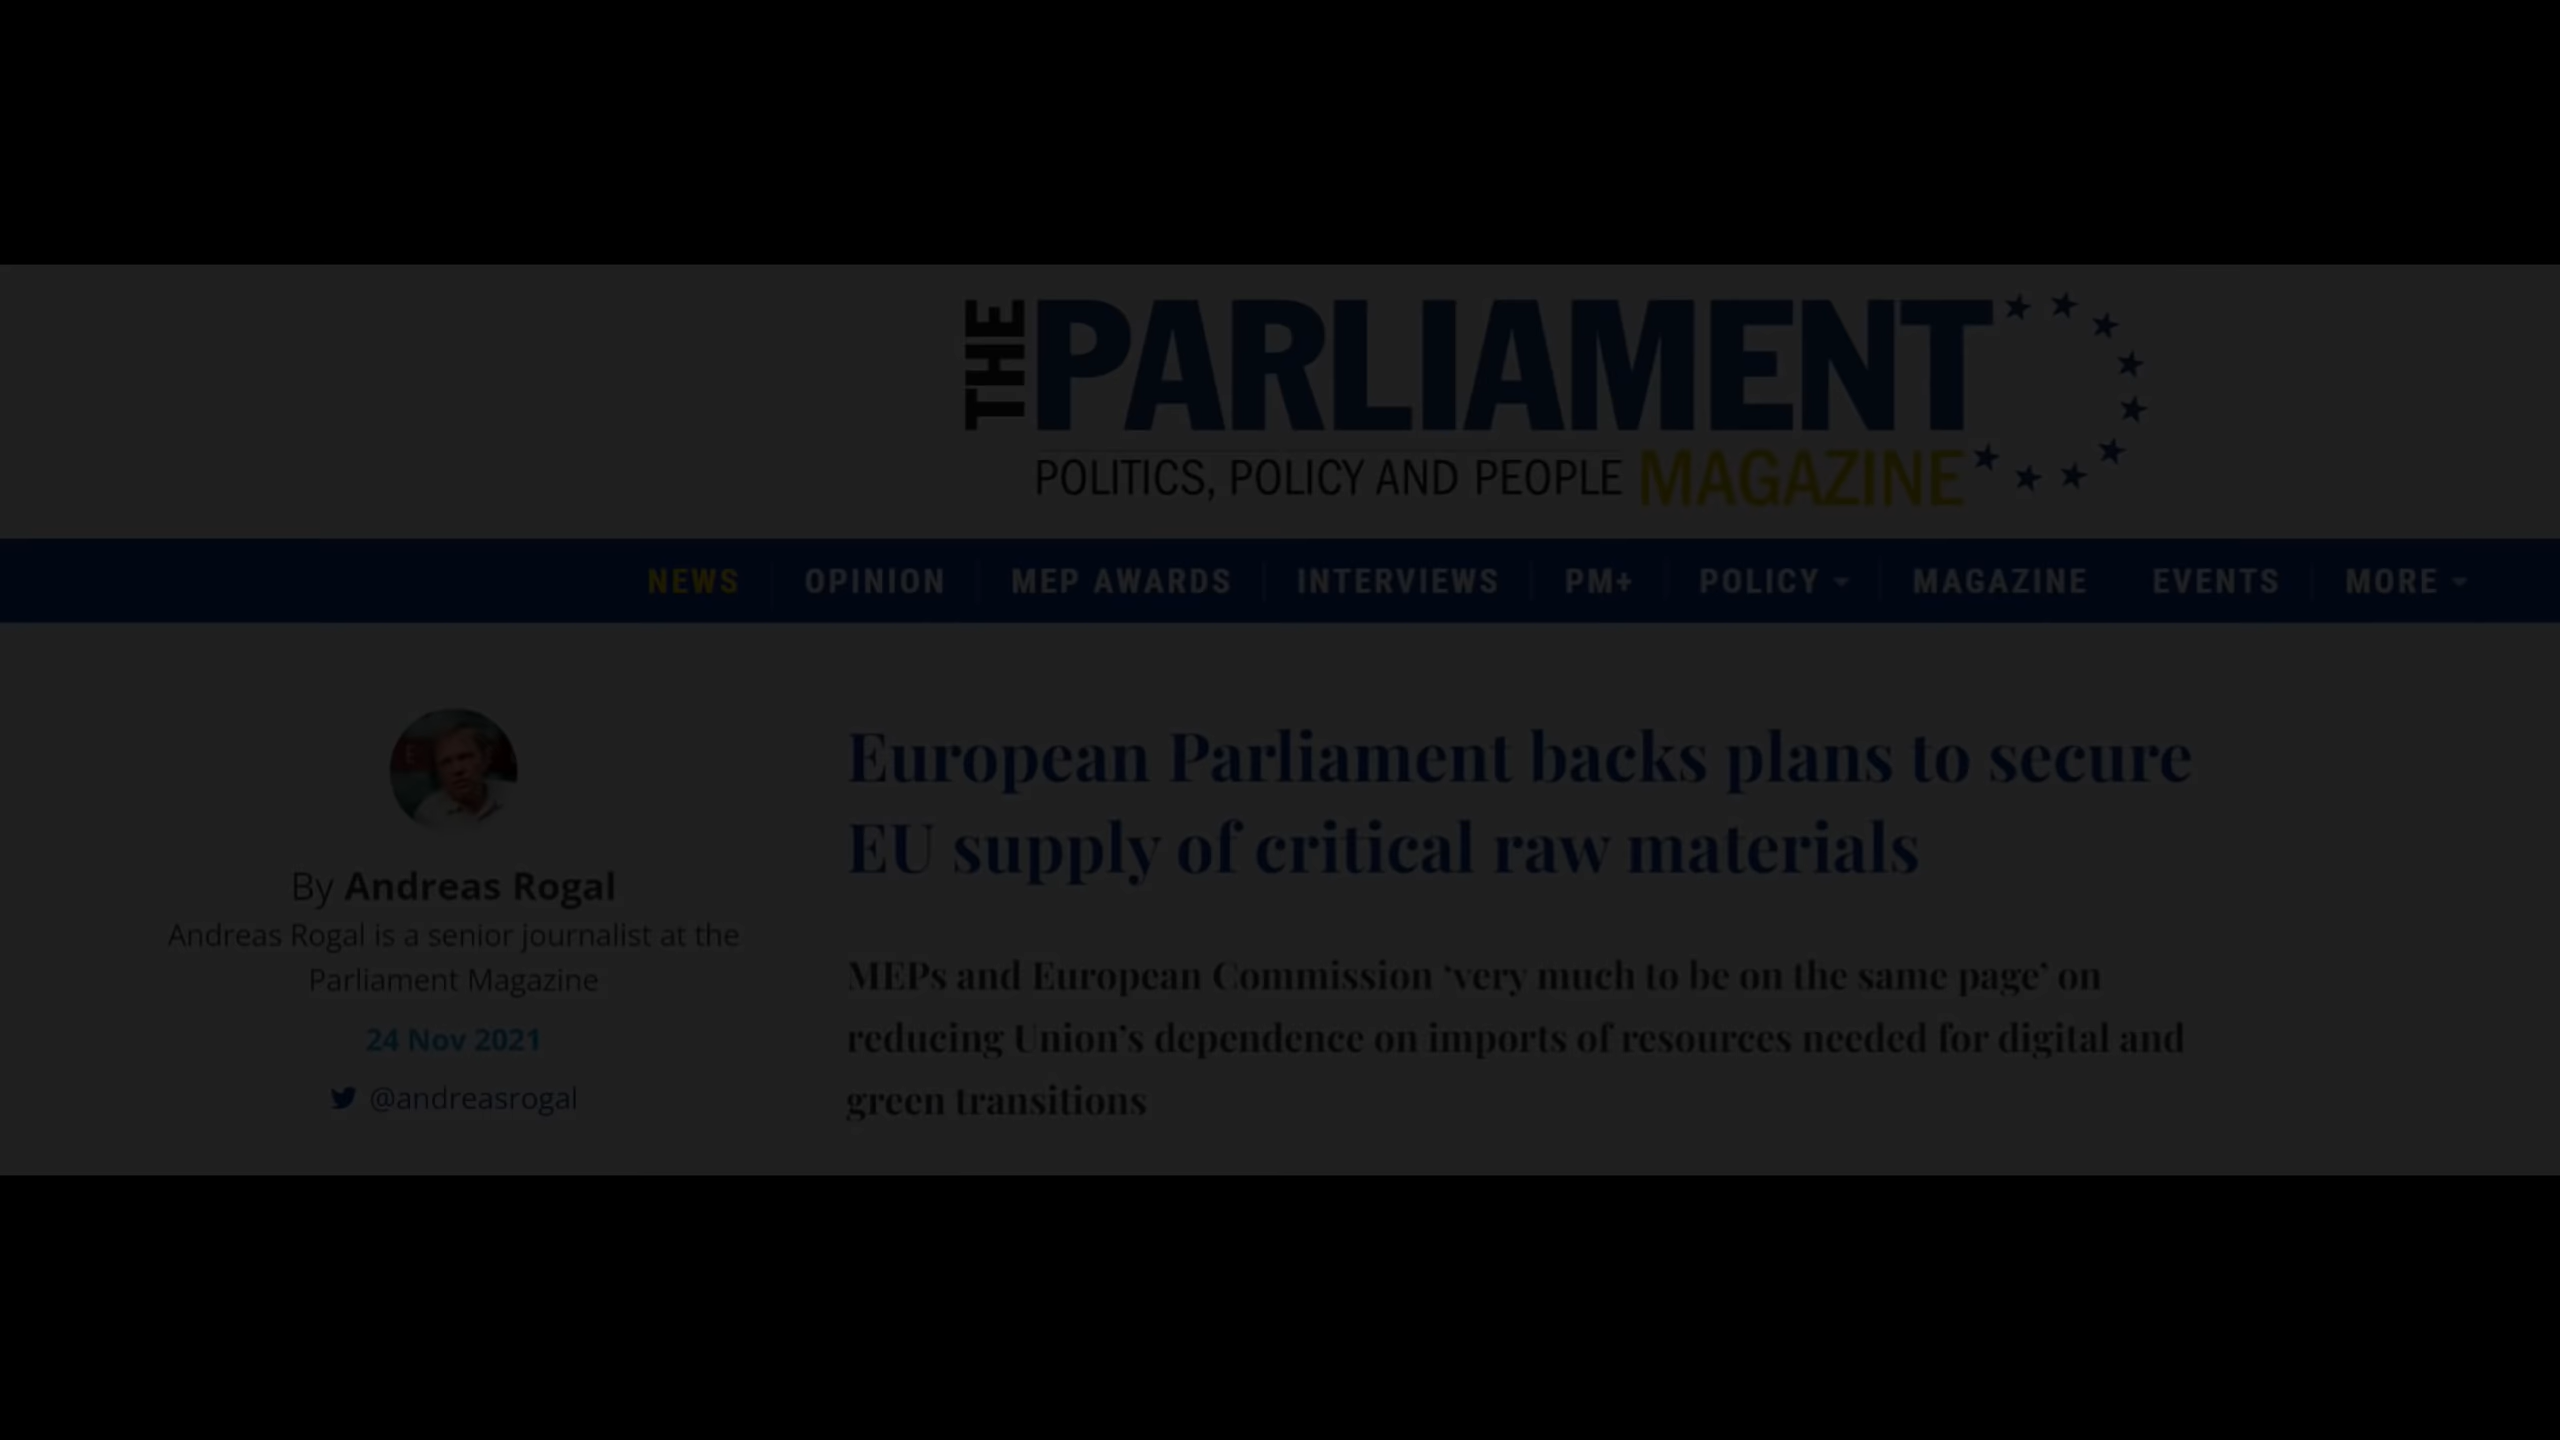 THE PARLIAMENT
POLITICS, POLICY AND PEOPLE MAGAZINE
NEWS OPINION MEP AWARDS INTERVIEWS PM+ POLICY MAGAZINE EVENTS MORE
By Andreas Rogal
Andreas Rogal is a senior journalist at the
Parliament Magazine
24 Nov 2021
@andreasrogal
European Parliament backs plans to secure
EU supply of critical raw materials
MEPs and European Commission ‘very much to be on the same page’ on
reducing Union’s dependence on imports of resources needed for digital and
green transitions